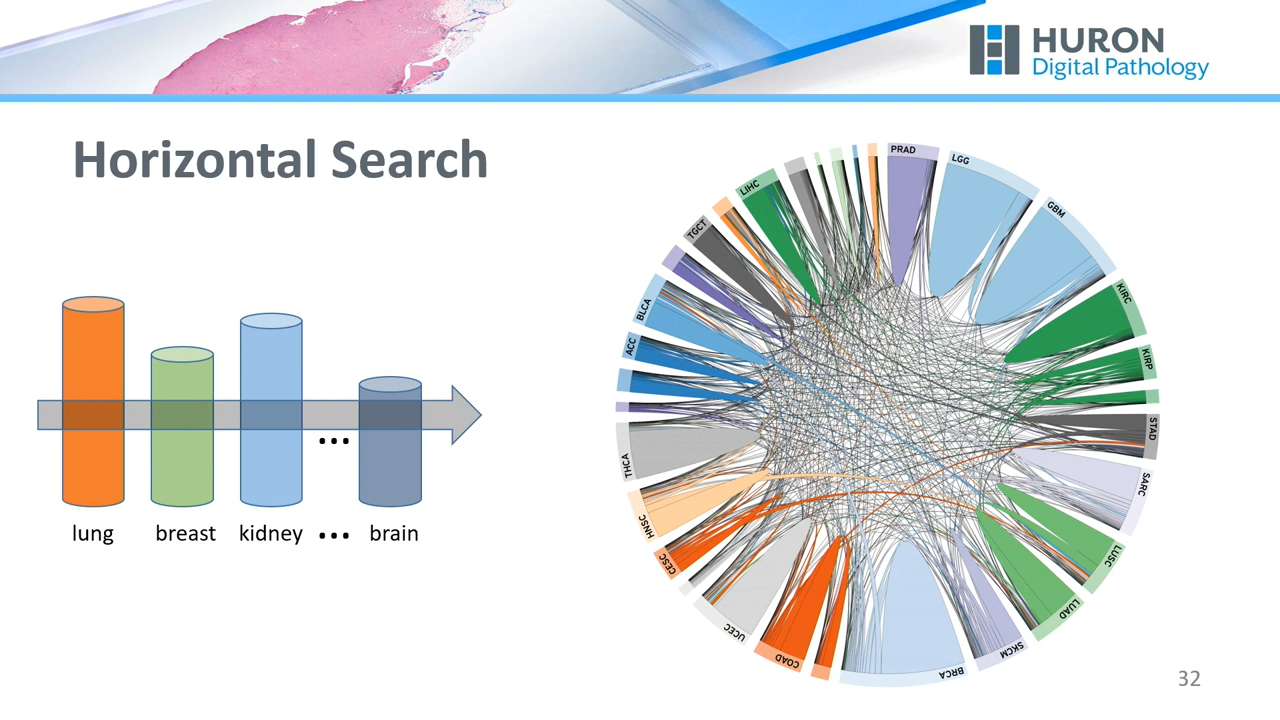 HURON
Digital Pathology
Horizontal Search
lung breast kidney ... brain
...
PRAD
LGG
GBM
KIRC
KIRP
STAD
SARC
LUSC
LUAD
SKCM
BRCA
COAD
UCEC
CESC
HNSC
THCA
ACC
BLCA
TGCT
LIHC
32